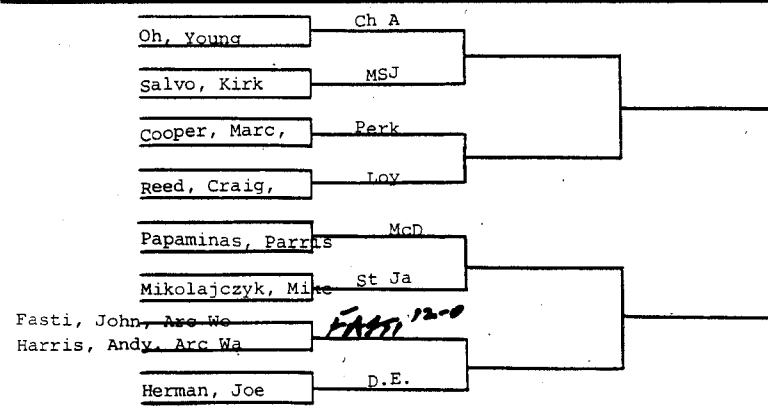 Oh, Young Ch A
Salvo, Kirk MSJ
Cooper, Marc, Perk
Reed, Craig, Loy
Papaminas, Parris McD
Mikolajczyk, Mike St Ja
Fasti, John, Arc Wo
FASTI 12-0
Harris, Andy, Arc Wa
Herman, Joe D.E.